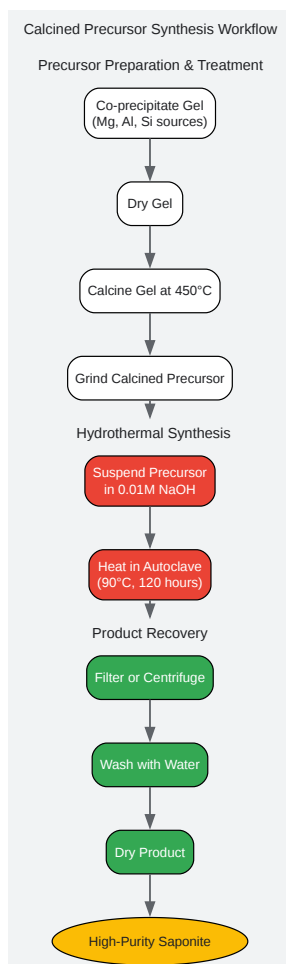 Calcined Precursor Synthesis Workflow
Precursor Preparation & Treatment
Co-precipitate Gel
(Mg, Al, Si sources)
Dry Gel
Calcine Gel at 450°C
Grind Calcined Precursor
Hydrothermal Synthesis
Suspend Precursor
in 0.01M NaOH
Heat in Autoclave
(90°C, 120 hours)
Product Recovery
Filter or Centrifuge
Wash with Water
Dry Product
High-Purity Saponite